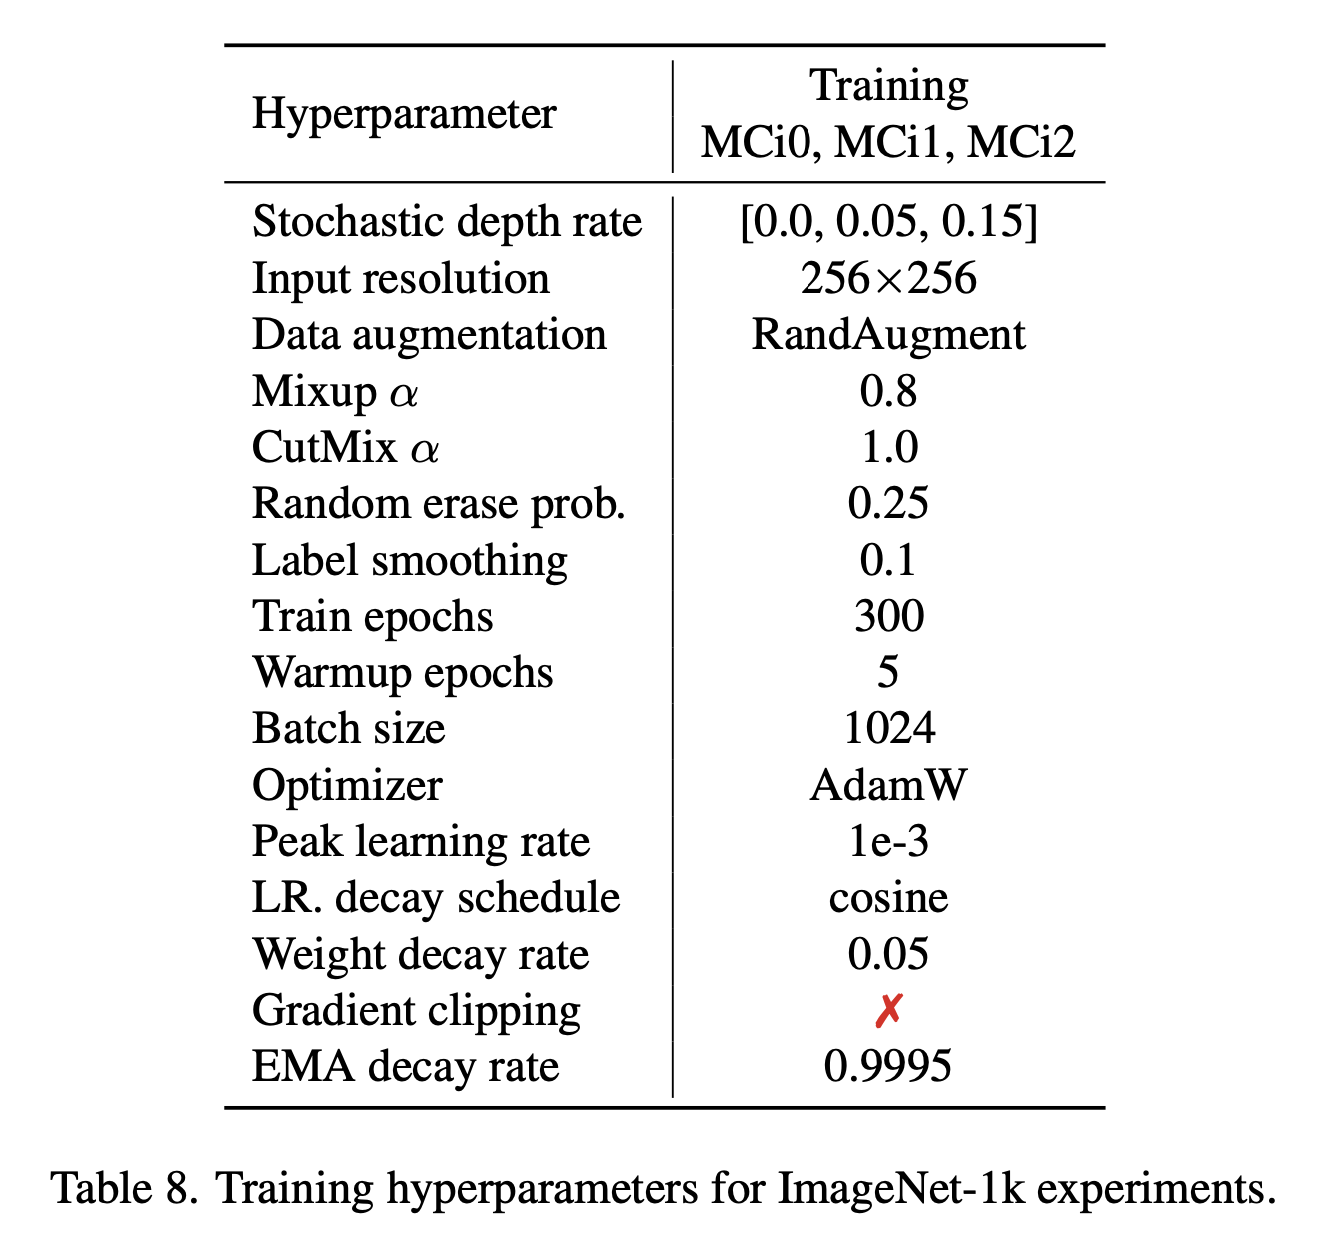 Hyperparameter
Training
MCi0, MCi1, MCi2
Stochastic depth rate [0.0, 0.05, 0.15]
Input resolution 256×256
Data augmentation RandAugment
Mixup α 0.8
CutMix α 1.0
Random erase prob. 0.25
Label smoothing 0.1
Train epochs 300
Warmup epochs 5
Batch size 1024
Optimizer AdamW
Peak learning rate 1e-3
LR. decay schedule cosine
Weight decay rate 0.05
Gradient clipping ✗
EMA decay rate 0.9995
Table 8. Training hyperparameters for ImageNet-1k experiments.